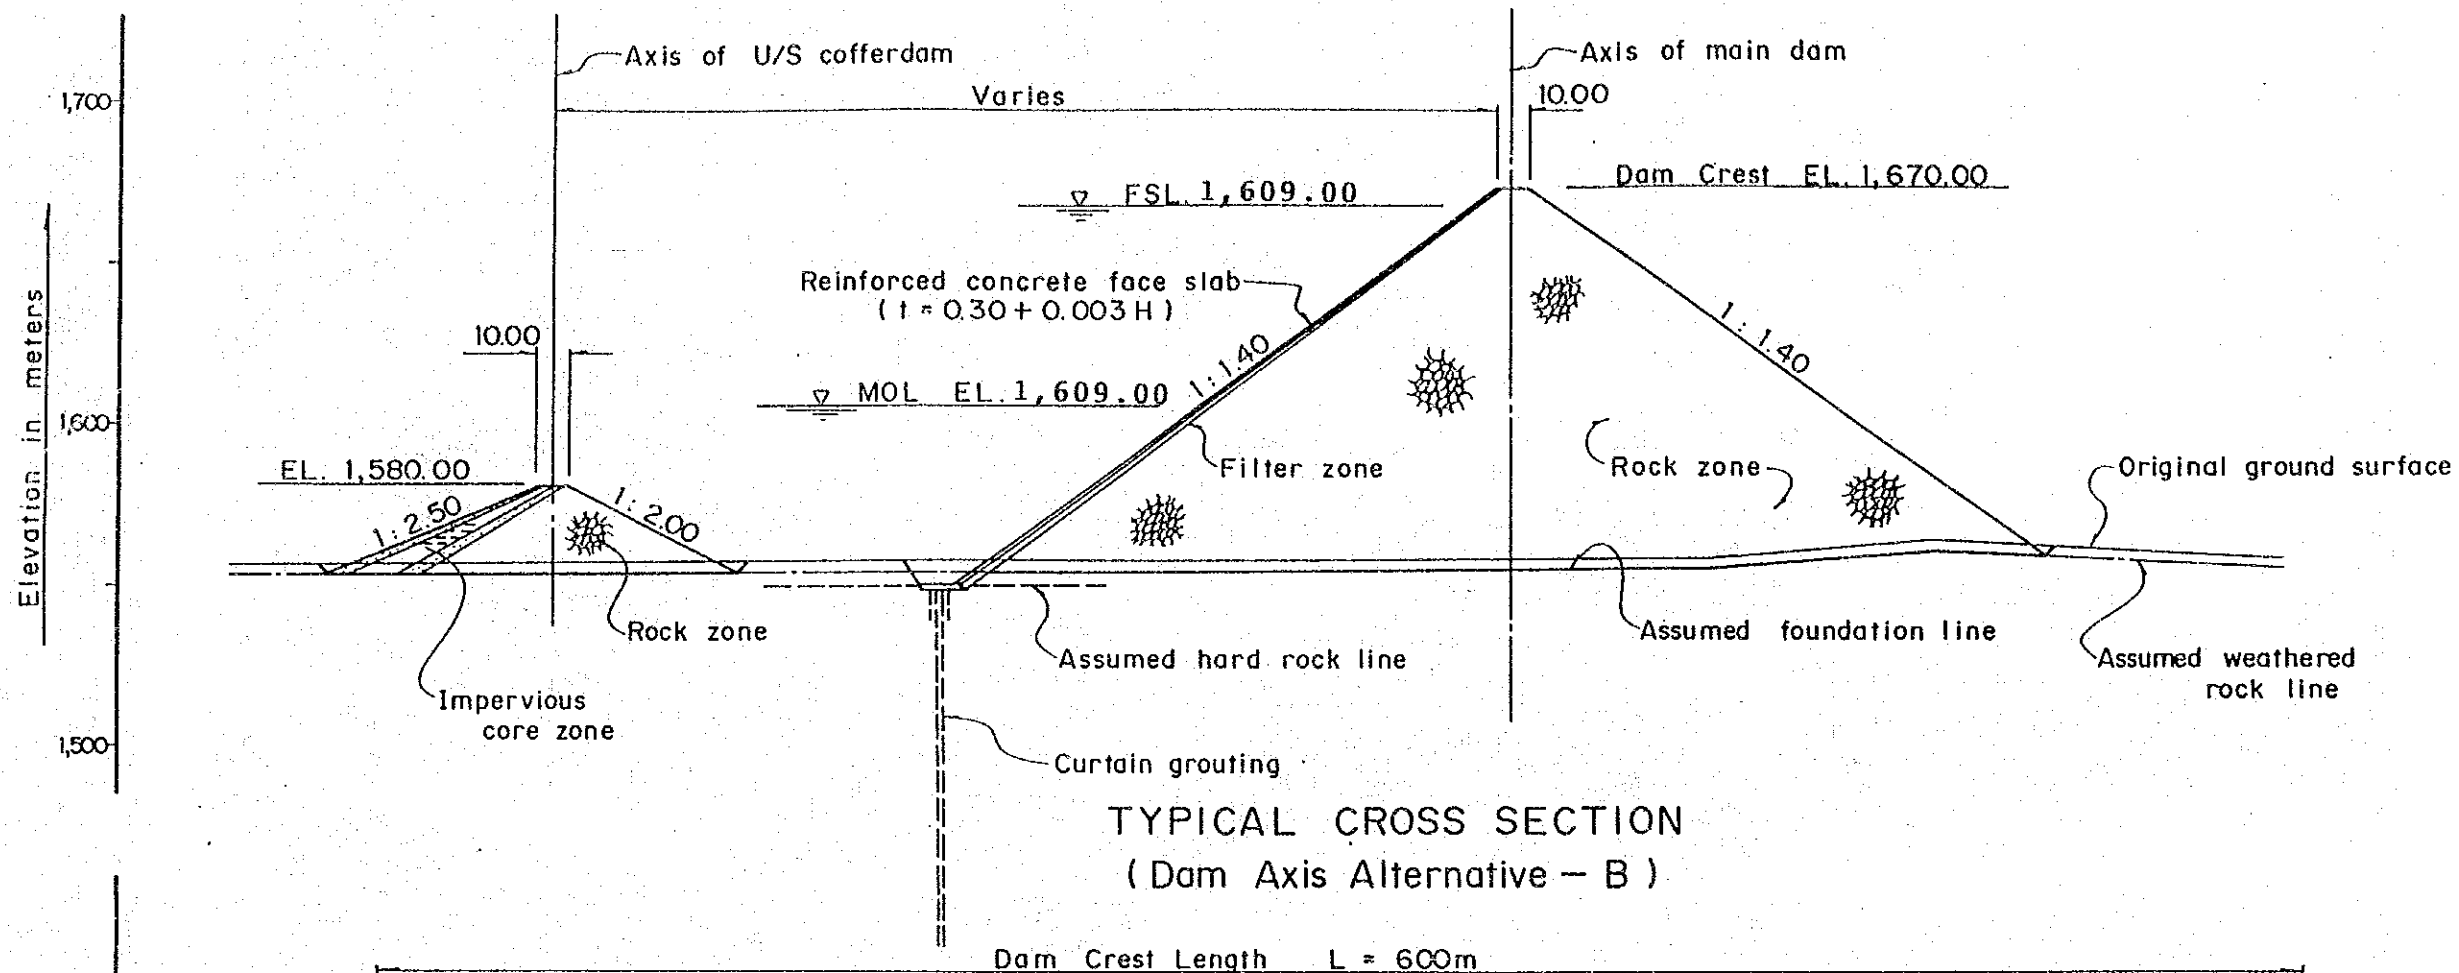 Axis of U/S cofferdam
Axis of main dam
1,700
Varies
10.00
Dam Crest EL. 1,670.00
FSL. 1,609.00
Reinforced concrete face slab
( t = 0.30 + 0.003 H )
Elevation in meters
10.00
1 : 1.40
1 : 1.40
MOL EL. 1,609.00
1,600
EL. 1,580.00
Filter zone
Rock zone
Original ground surface
1 : 2.50
1 : 2.00
Rock zone
Assumed foundation line
Assumed hard rock line
Assumed weathered
rock line
Impervious
core zone
1,500
Curtain grouting
TYPICAL CROSS SECTION
( Dam Axis Alternative - B )
Dam Crest Length L = 600m